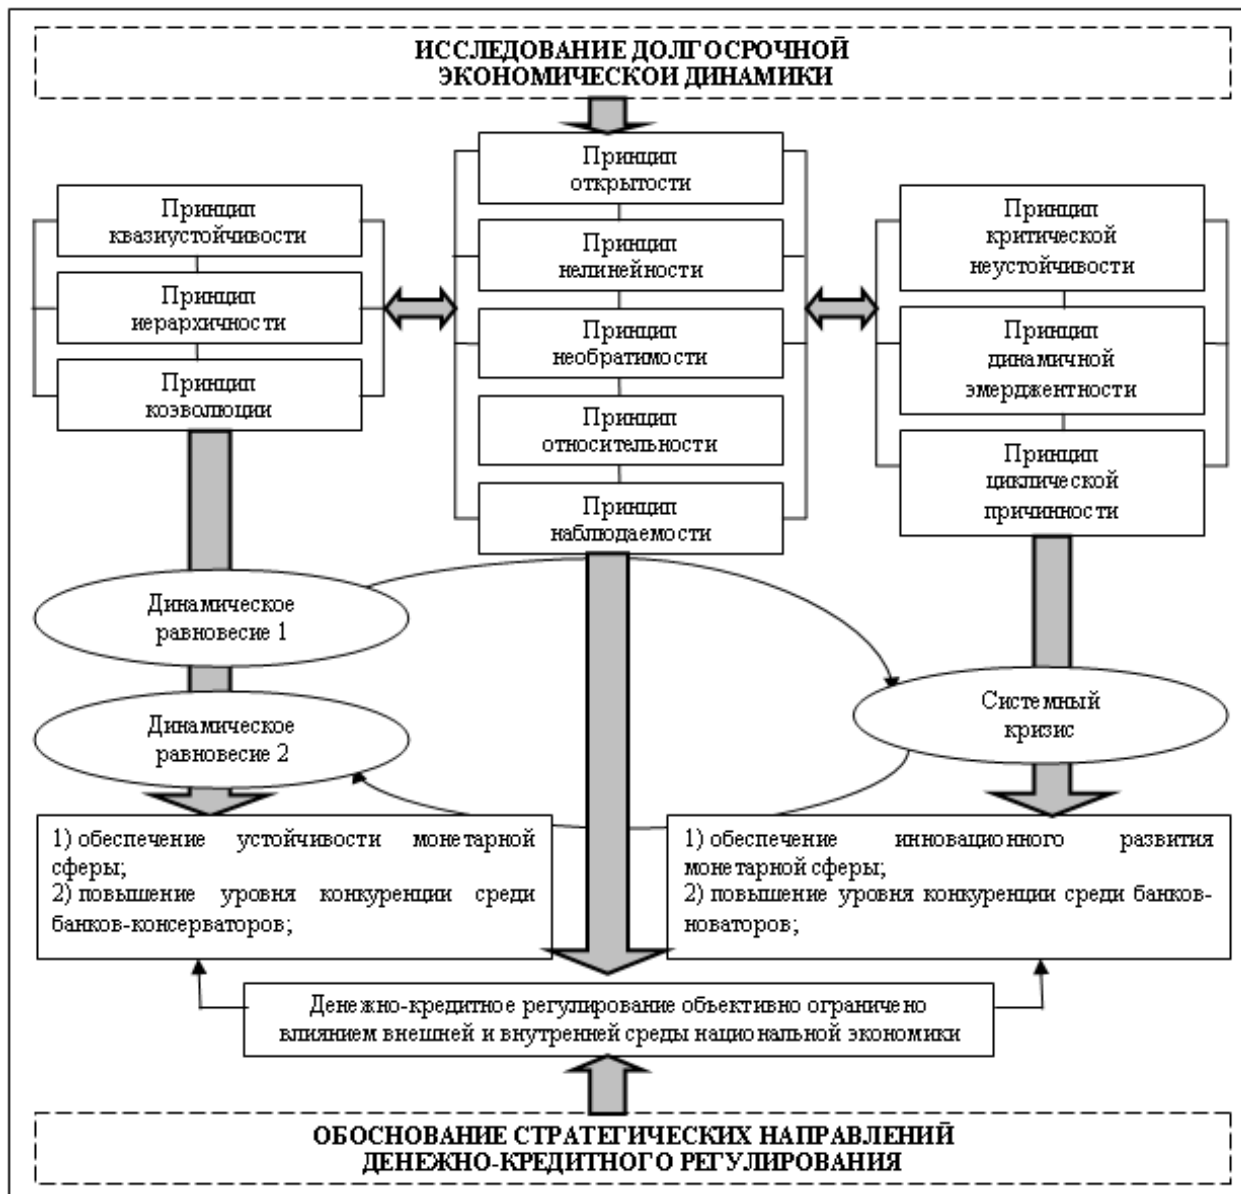 ИССЛЕДОВАНИЕ ДОЛГОСРОЧНОЙ
ЭКОНОМИЧЕСКОИ ДИНАМИКИ
Принцип
открытости
Принцип
нелинейности
Принцип
необратимости
Принцип
относительности
Принцип
наблюдаемости
Принцип
квазиустойчивости
Принцип
иерархичности
Принцип
коэволюции
Принцип
критической
неустойчивости
Принцип
динамичной
эмерджентности
Принцип
циклической
причинности
Динамическое
равновесие 1
Динамическое
равновесие 2
Системный
кризис
1) обеспечение устойчивости монетарной
сферы;
2) повышение уровня конкуренции среди
банков-консерваторов;
1) обеспечение инновационного развития
монетарной сферы;
2) повышение уровня конкуренции среди банков-
новаторов;
Денежно-кредитное регулирование объективно ограничено
влиянием внешней и внутренней среды национальной экономики
ОБОСНОВАНИЕ СТРАТЕГИЧЕСКИХ НАПРАВЛЕНИЙ
ДЕНЕЖНО-КРЕДИТНОГО РЕГУЛИРОВАНИЯ